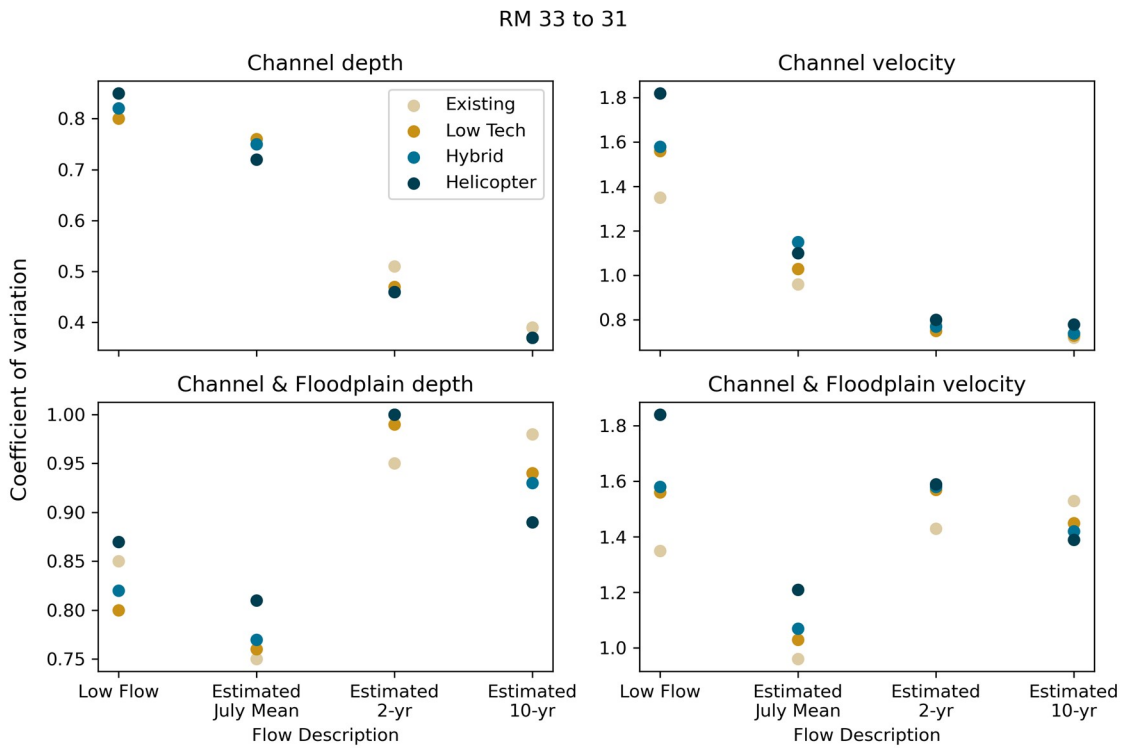 RM 33 to 31
Channel depth
0.8
0.7
0.6
0.5
0.4
Existing
Low Tech
Hybrid
Helicopter
Channel velocity
1.8
1.6
1.4
1.2
1.0
0.8
Coefficient of variation
Channel & Floodplain depth
1.00
0.95
0.90
0.85
0.80
0.75
Low Flow
Estimated
July Mean
Estimated
2-yr
Estimated
10-yr
Flow Description
Channel & Floodplain velocity
1.8
1.6
1.4
1.2
1.0
Low Flow
Estimated
July Mean
Estimated
2-yr
Estimated
10-yr
Flow Description